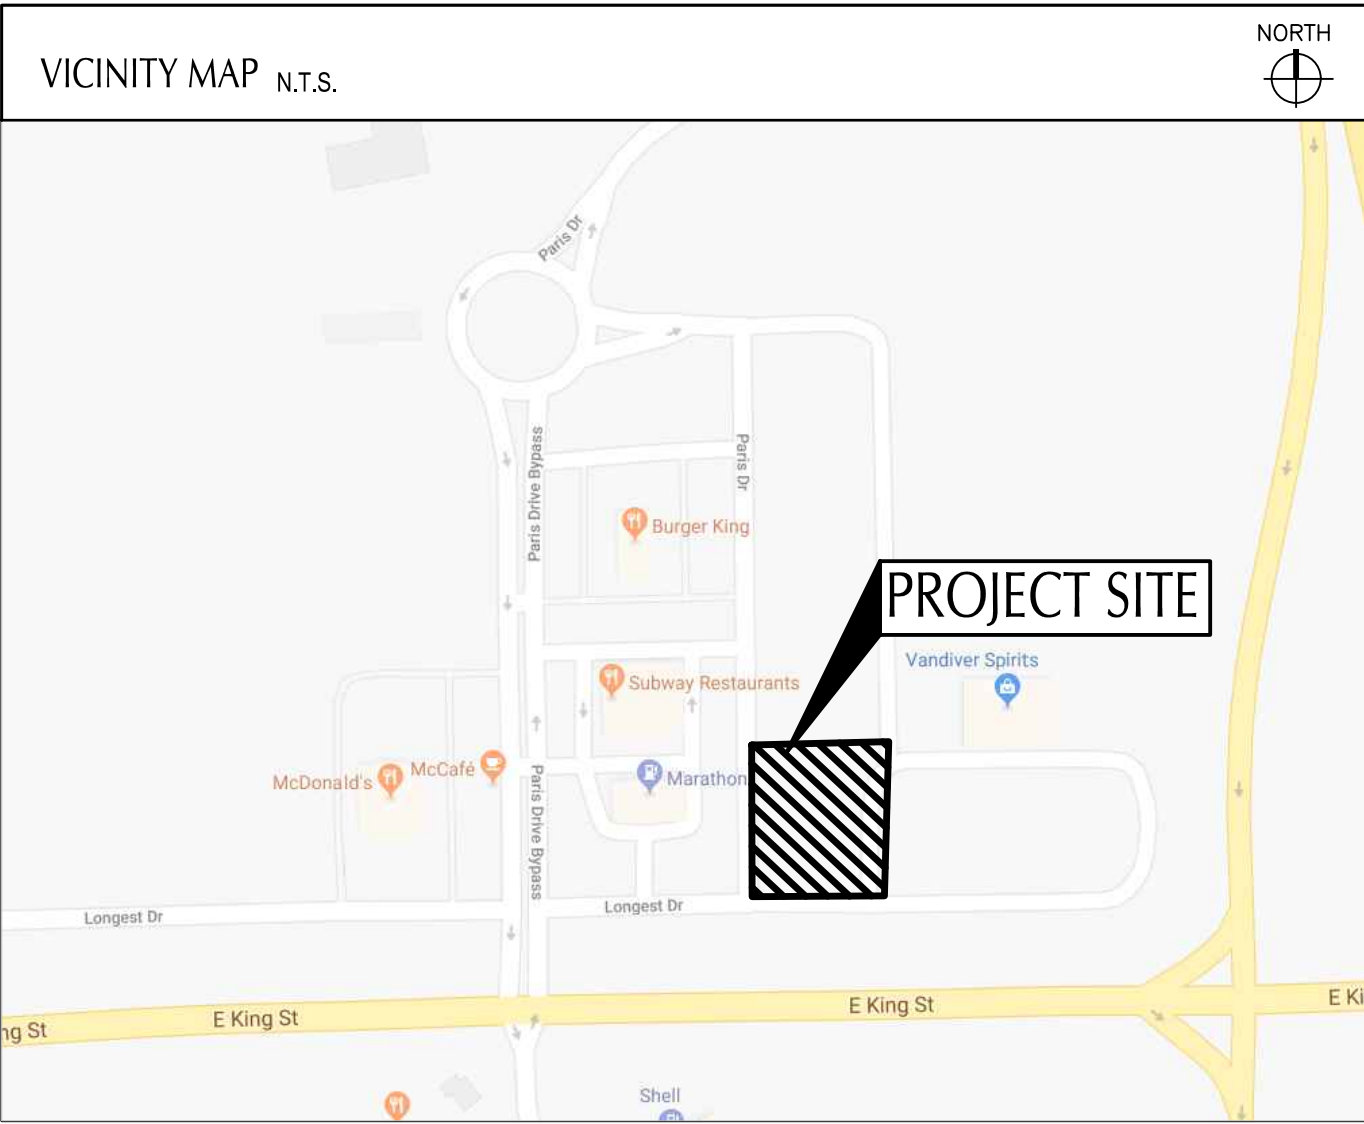 NORTH
VICINITY MAP N.T.S.
Paris Dr
Paris Drive Bypass
Paris Dr
Burger King
PROJECT SITE
Vandiver Spirits
Subway Restaurants
McCafé
McDonald's
Marathon
Paris Drive Bypass
Longest Dr
Longest Dr
E King St
E King St
E Ki
ng St
Shell